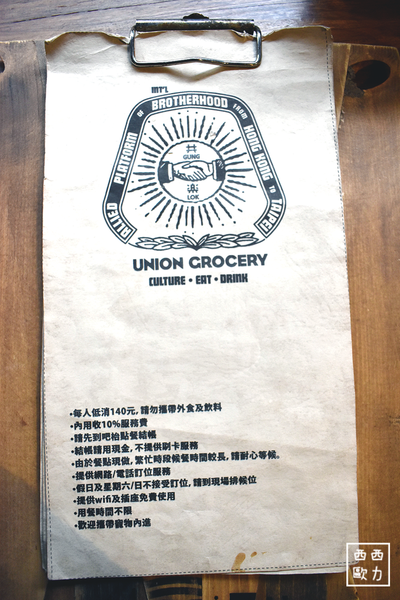 INT'L
ALLIED PLATFORM OF BROTHERHOOD FROM HONG KONG TO TAIPEI
共
GUNG
樂
LOK
UNION GROCERY
CULTURE • EAT • DRINK
•每人低消140元, 請勿攜帶外食及飲料
•內用收10%服務費
•請先到吧枱點餐結帳
•結帳請用現金, 不提供刷卡服務
•由於餐點現做, 繁忙時段候餐時間較長, 請耐心等候。
•提供網路/電話訂位服務
•假日及星期六/日不接受訂位, 請到現場排候位
•提供wifi及插座免費使用
•用餐時間不限
•歡迎攜帶寵物內進
西西
歐力